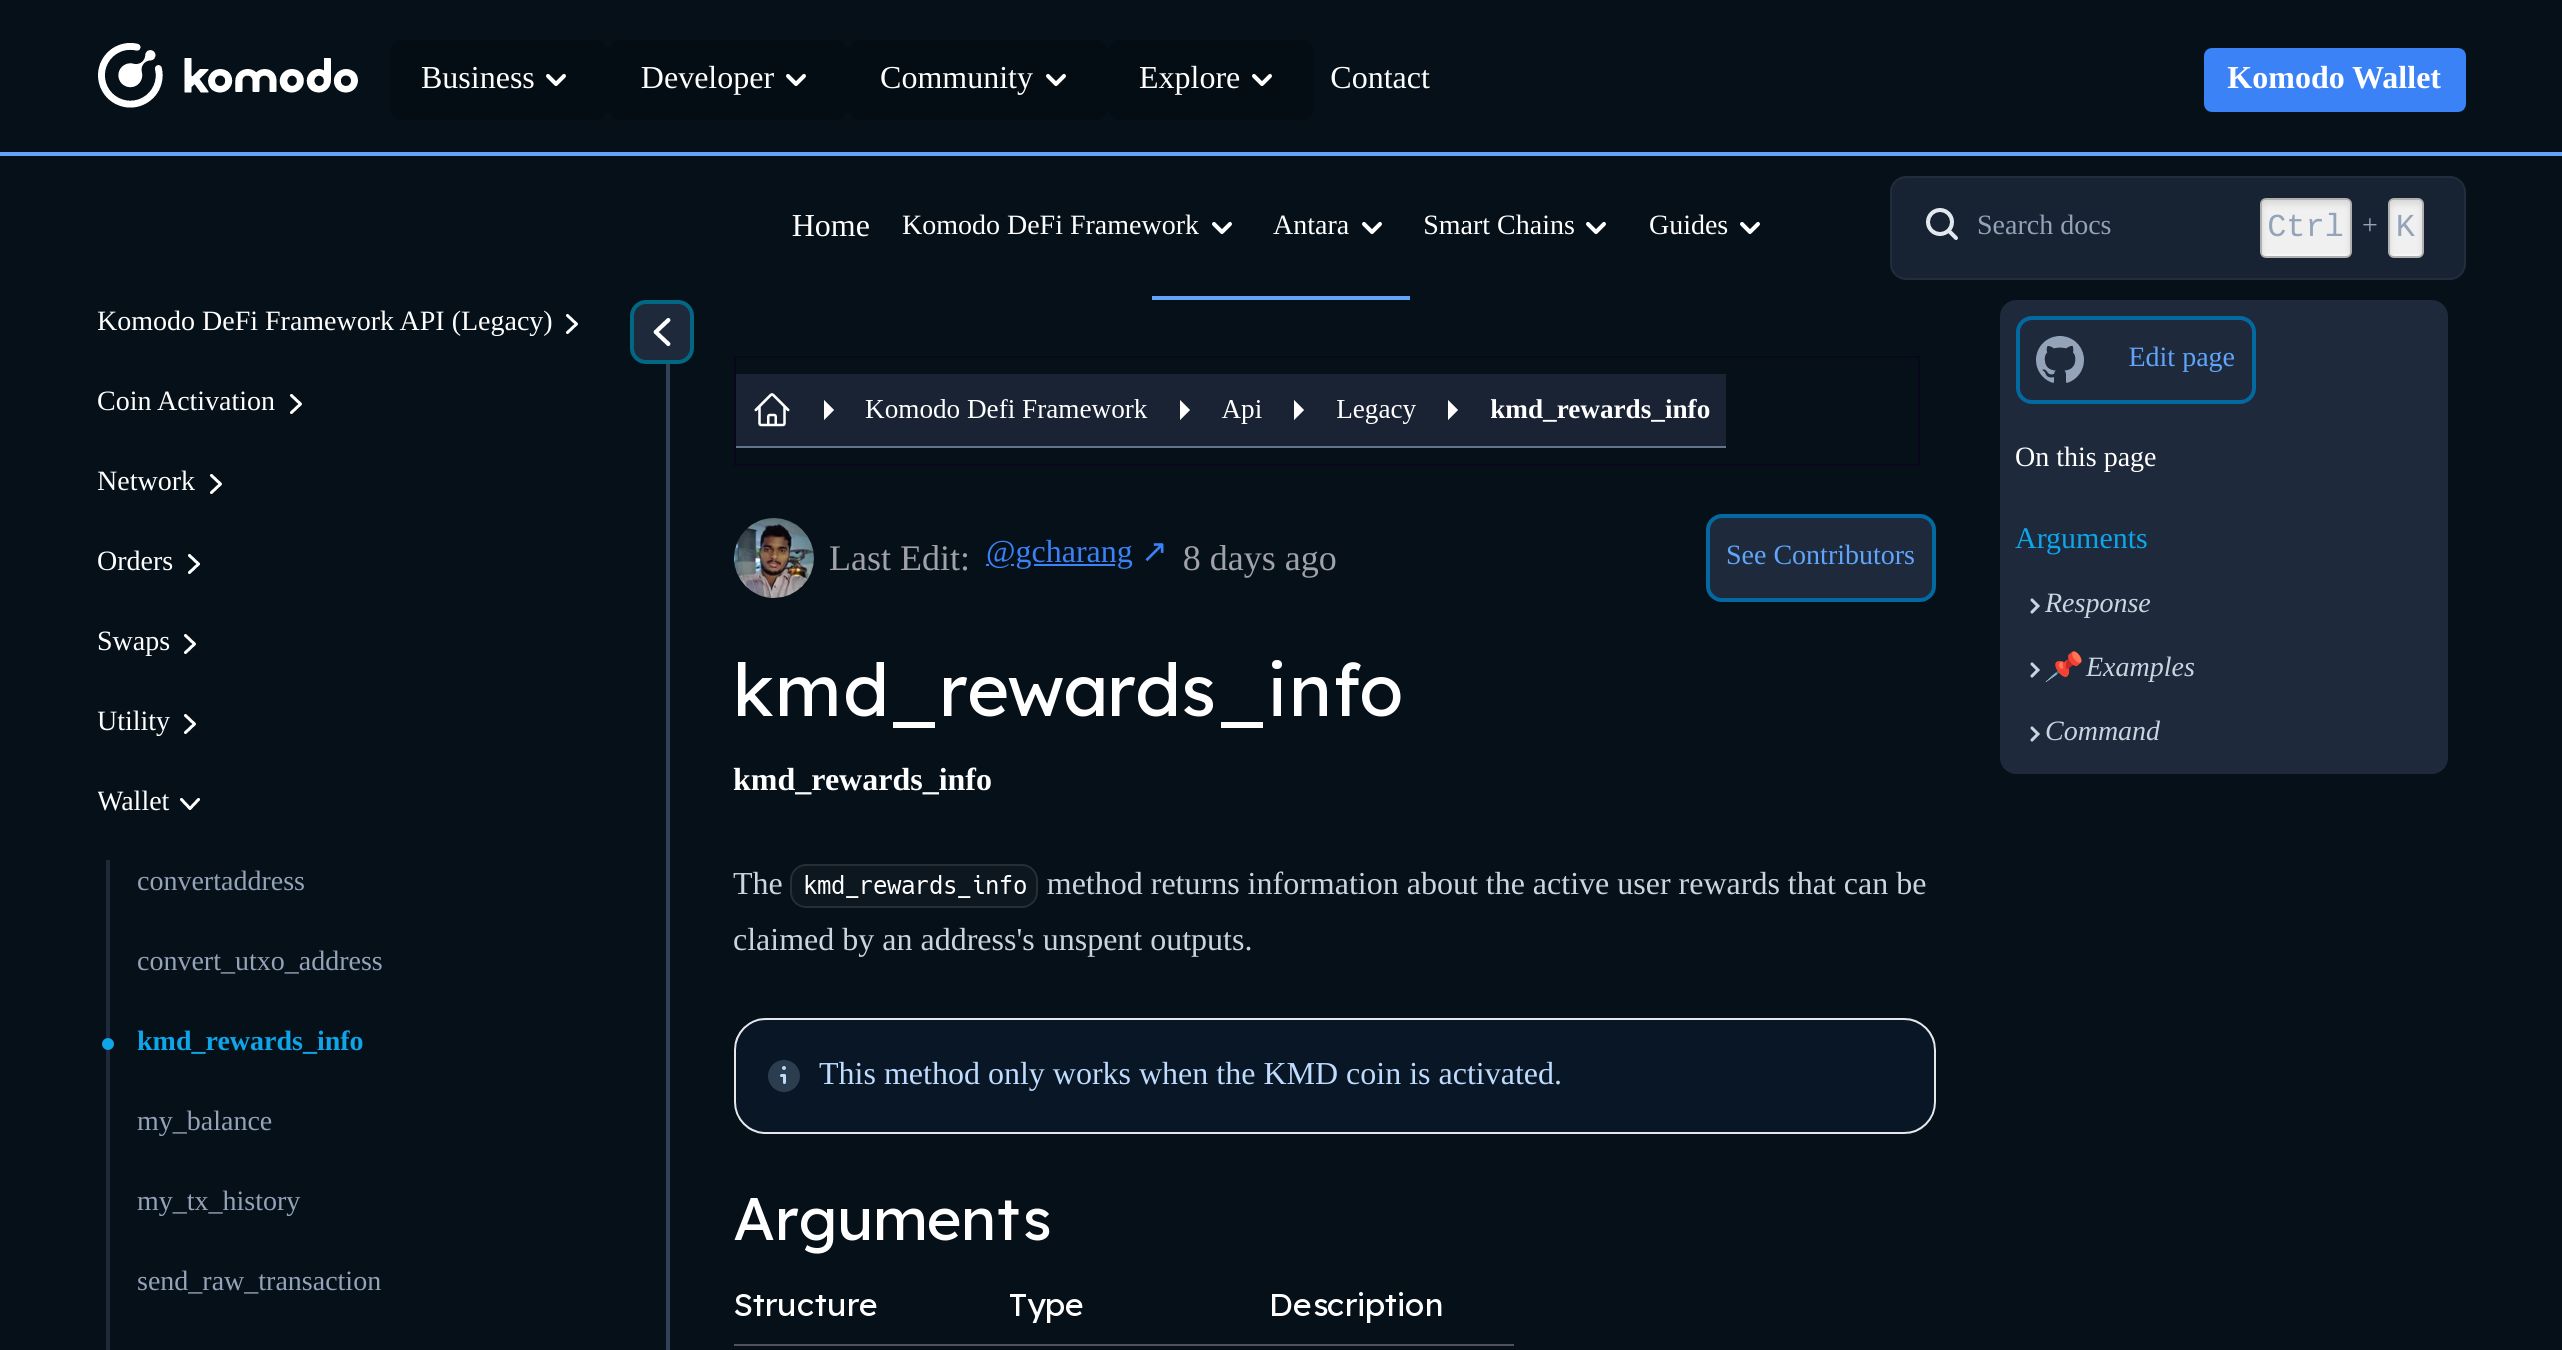 komodo
Business
Developer
Community
Explore
Contact
Komodo Wallet
Home
Komodo DeFi Framework
Antara
Smart Chains
Guides
Search docs
Ctrl + K
Komodo DeFi Framework API (Legacy)
Coin Activation
Network
Orders
Swaps
Utility
Wallet
convertaddress
convert_utxo_address
kmd_rewards_info
my_balance
my_tx_history
send_raw_transaction
Komodo Defi Framework
Api
Legacy
kmd_rewards_info
Last Edit: @gcharang ↗ 8 days ago
See Contributors
kmd_rewards_info
kmd_rewards_info
The kmd_rewards_info method returns information about the active user rewards that can be
claimed by an address's unspent outputs.
This method only works when the KMD coin is activated.
Arguments
Structure Type Description
Edit page
On this page
Arguments
Response
📌 Examples
Command